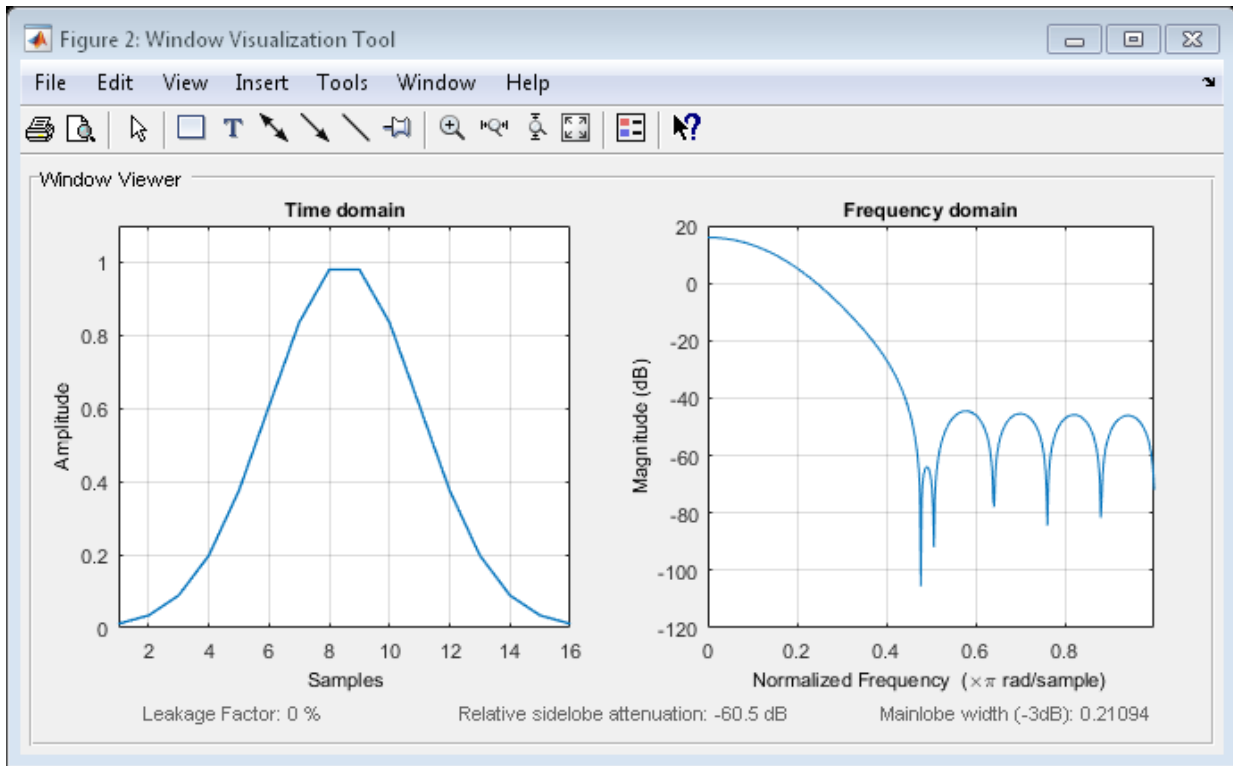 Figure 2: Window Visualization Tool
File Edit View Insert Tools Window Help
T
?
Window Viewer
Time domain
Amplitude
1
0.8
0.6
0.4
0.2
0
2 4 6 8 10 12 14 16
Samples
Frequency domain
Magnitude (dB)
20
0
-20
-40
-60
-80
-100
-120
0 0.2 0.4 0.6 0.8
Normalized Frequency (×π rad/sample)
Leakage Factor: 0 %
Relative sidelobe attenuation: -60.5 dB
Mainlobe width (-3dB): 0.21094